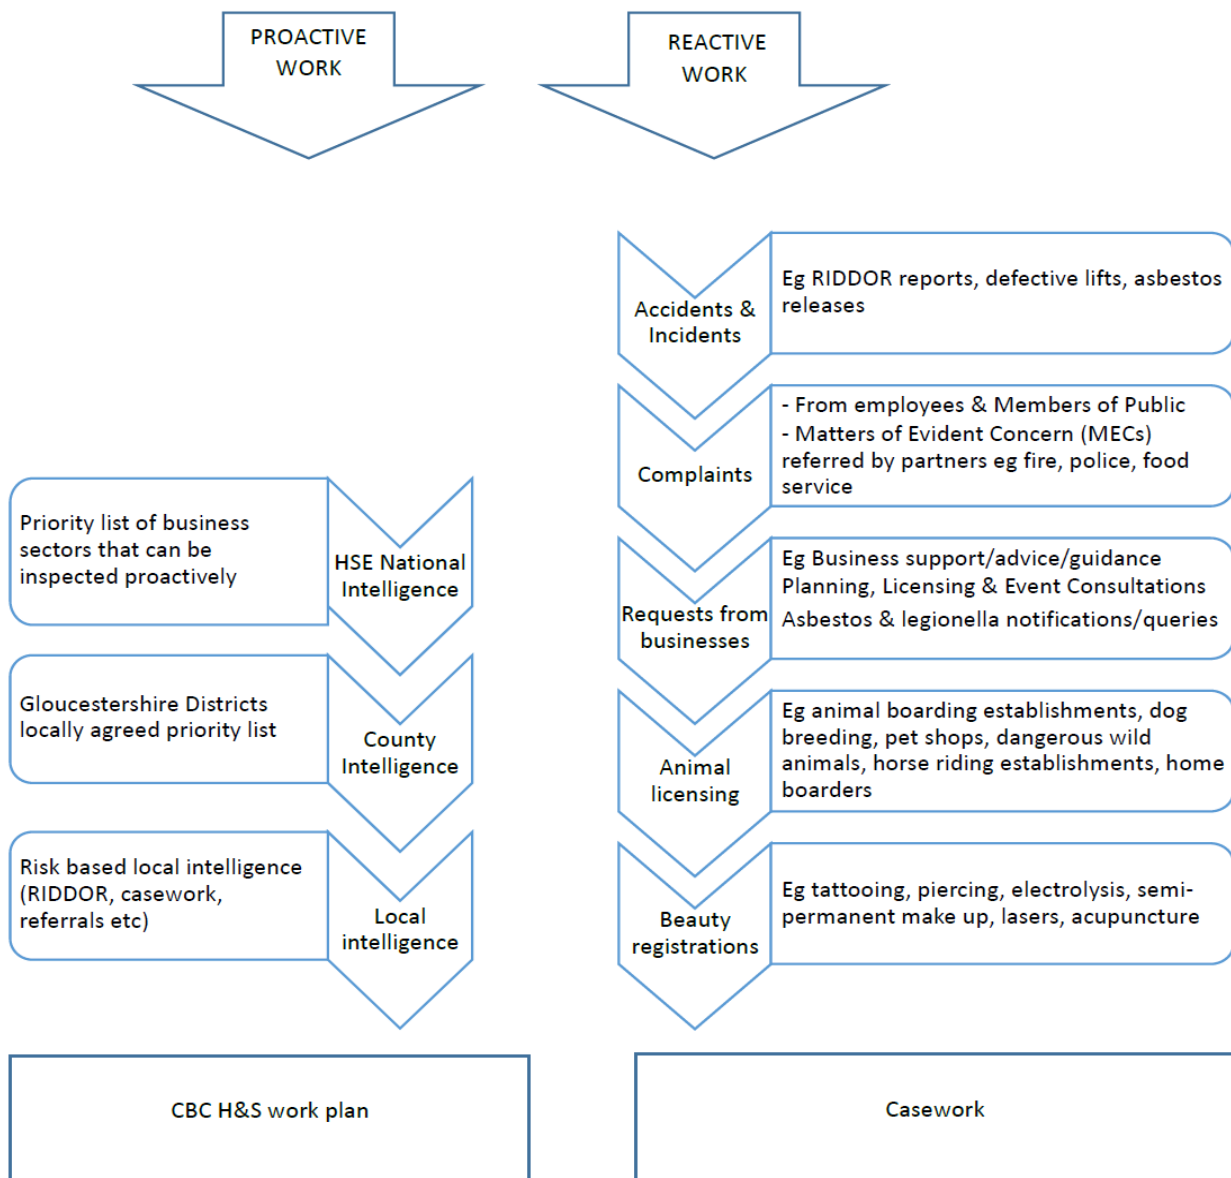 PROACTIVE
WORK
REACTIVE
WORK
Priority list of business
sectors that can be
inspected proactively
HSE National
Intelligence
Gloucestershire Districts
locally agreed priority list
County
Intelligence
Risk based local intelligence
(RIDDOR, casework,
referrals etc)
Local
intelligence
CBC H&S work plan
Accidents &
Incidents
Eg RIDDOR reports, defective lifts, asbestos
releases
Complaints
- From employees & Members of Public
- Matters of Evident Concern (MECs)
referred by partners eg fire, police, food
service
Requests from
businesses
Eg Business support/advice/guidance
Planning, Licensing & Event Consultations
Asbestos & legionella notifications/queries
Animal
licensing
Eg animal boarding establishments, dog
breeding, pet shops, dangerous wild
animals, horse riding establishments, home
boarders
Beauty
registrations
Eg tattooing, piercing, electrolysis, semi-
permanent make up, lasers, acupuncture
Casework